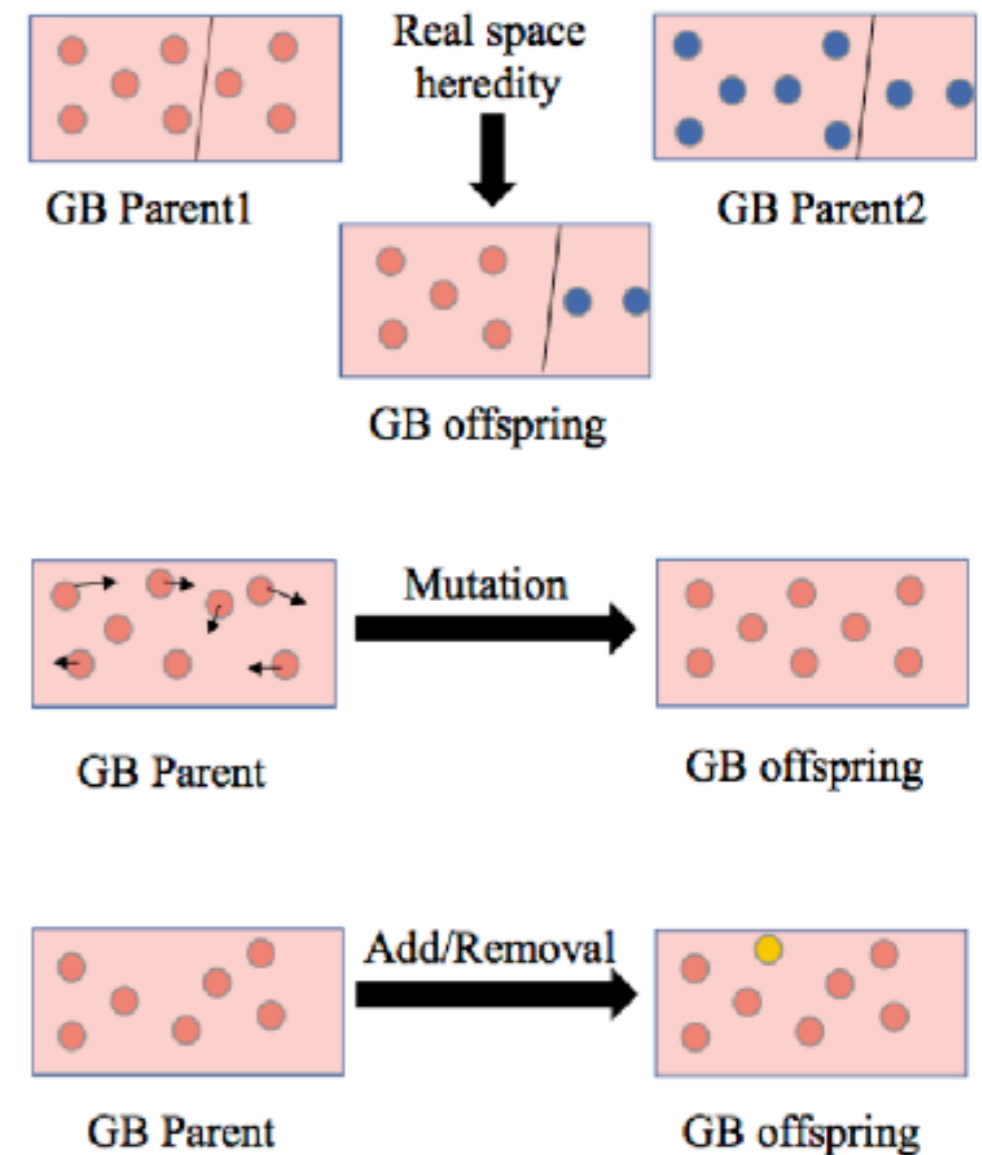 Real space
heredity
GB Parent1
GB Parent2
GB offspring
Mutation
GB Parent
GB offspring
Add/Removal
GB Parent
GB offspring